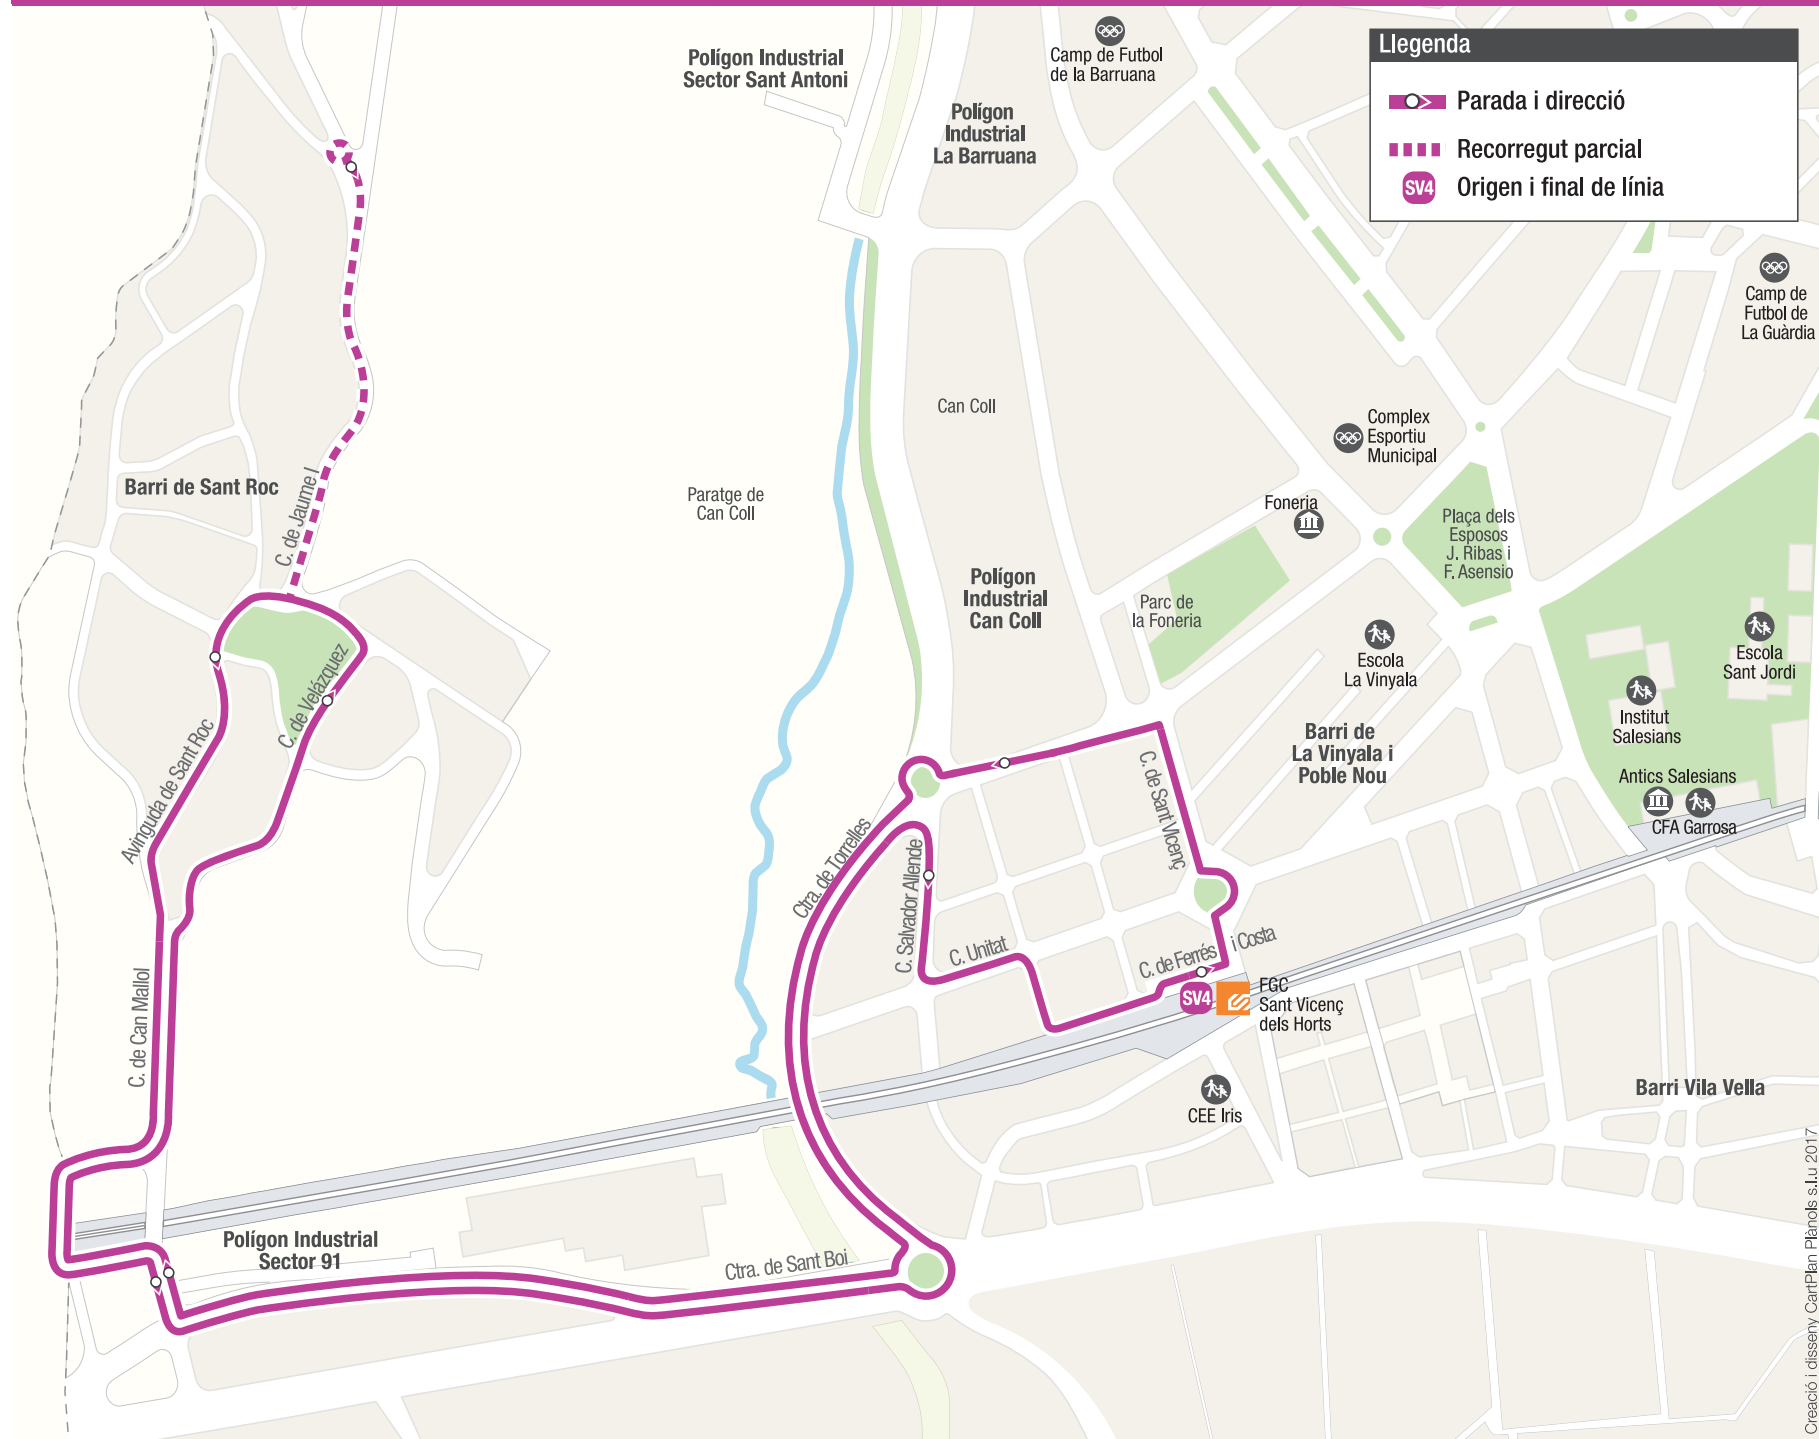 Llegenda
Parada i direcció
Recorregut parcial
SV4
Origen i final de línia
Camp de Futbol
de la Barruana
Polígon Industrial
Sector Sant Antoni
Polígon
Industrial
La Barruana
Camp de
Futbol de
La Guàrdia
Can Coll
Complex
Esportiu
Municipal
Barri de Sant Roc
C. de Jaume I
Paratge de
Can Coll
Foneria
Plaça dels
Esposos
J. Ribas i
F. Asensio
Polígon
Industrial
Can Coll
Parc de
la Foneria
Escola
La Vinyala
Escola
Sant Jordi
Institut
Salesians
C. de Velázquez
Avinguda de Sant Roc
Barri de
La Vinyala i
Poble Nou
C. de Sant VIcenç
Antics Salesians
CFA Garrosa
Ctra. de Torrelles
C. Salvador Allende
C. Unitat
C. de Ferrés i Costa
SV4
FGC
Sant Vicenç
dels Horts
C. de Can Mallol
CEE Iris
Barri Vila Vella
Polígon Industrial
Sector 91
Ctra. de Sant Boi
Creació i disseny CartPlan Plànols s.l.u 2017